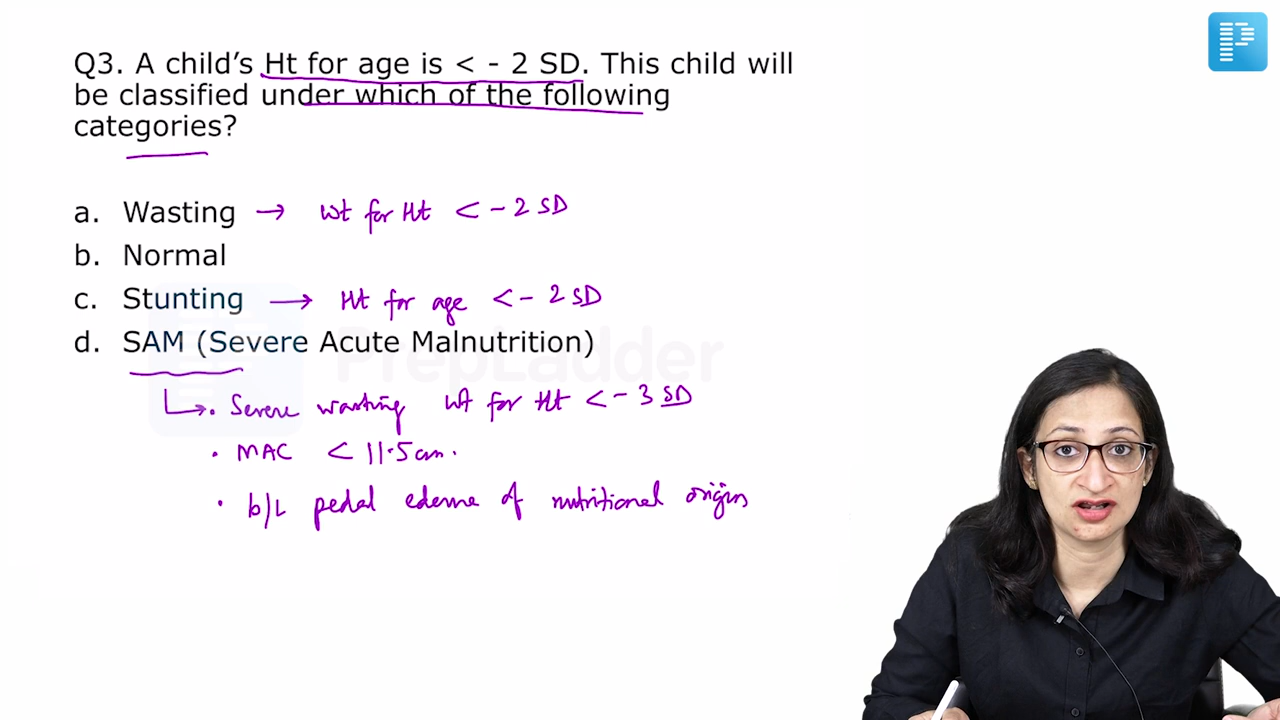 Q3. A child's Ht for age is < - 2 SD. This child will
be classified under which of the following
categories?
a. Wasting → wt for Ht < - 2 SD
b. Normal
c. Stunting → Ht for age < - 2 SD
d. SAM (Severe Acute Malnutrition)
PrepLadder
↳ • Severe wasting wt for Ht < - 3 SD
• MAC < 11.5 cm.
• b/L pedal edema of nutritional origin